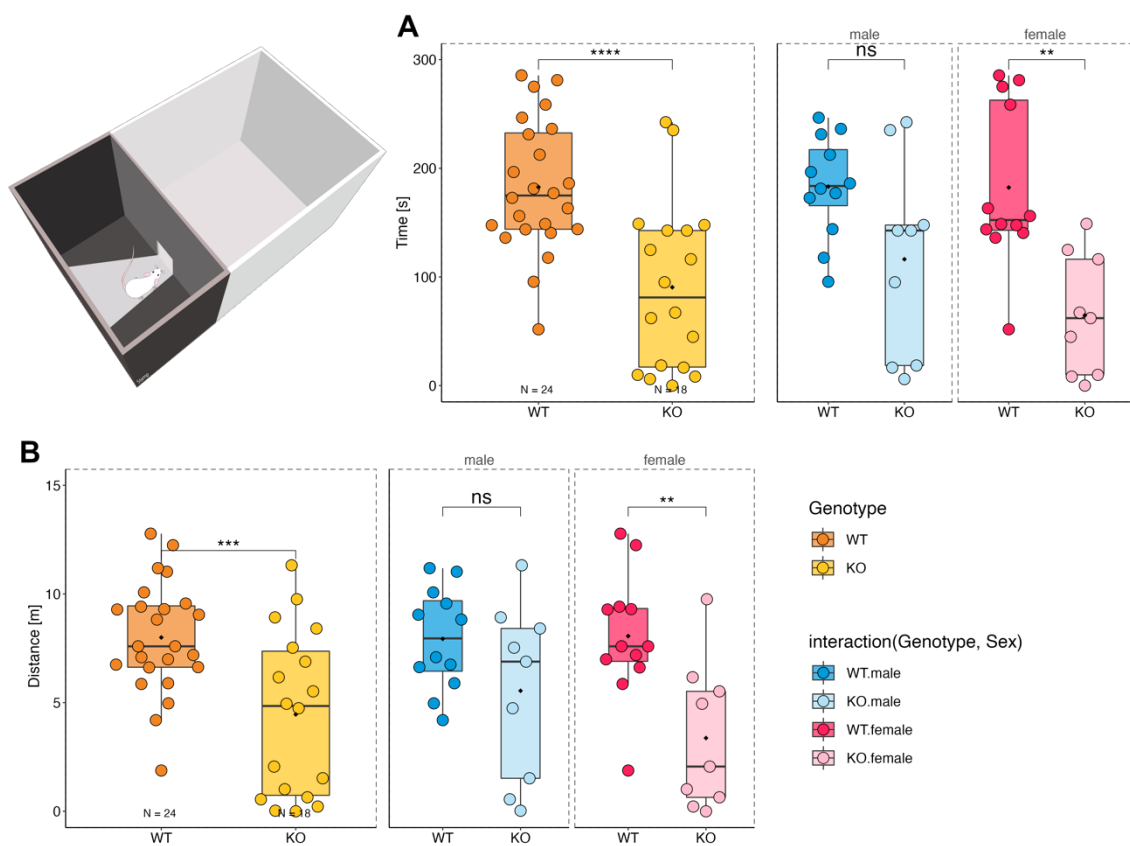 A
male
female
300
200
100
0
Time [s]
****
ns
**
N = 24
N = 18
WT
KO
WT
KO
WT
KO
B
male
female
15
10
5
0
Distance [m]
***
ns
**
N = 24
N = 18
WT
KO
WT
KO
WT
KO
Genotype
WT
KO
interaction(Genotype, Sex)
WT.male
KO.male
WT.female
KO.female